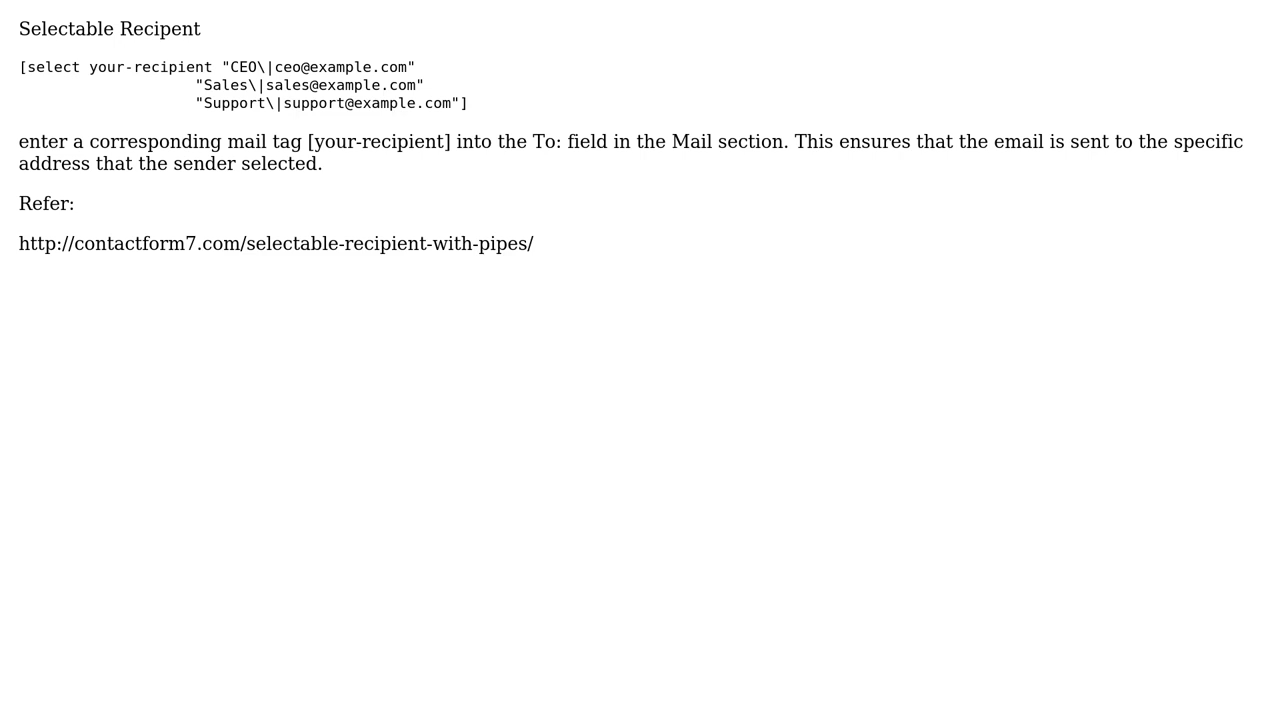 Selectable Recipent
[select your-recipient "CEO\|ceo@example.com"
                    "Sales\|sales@example.com"
                    "Support\|support@example.com"]
enter a corresponding mail tag [your-recipient] into the To: field in the Mail section. This ensures that the email is sent to the specific
address that the sender selected.
Refer:
http://contactform7.com/selectable-recipient-with-pipes/